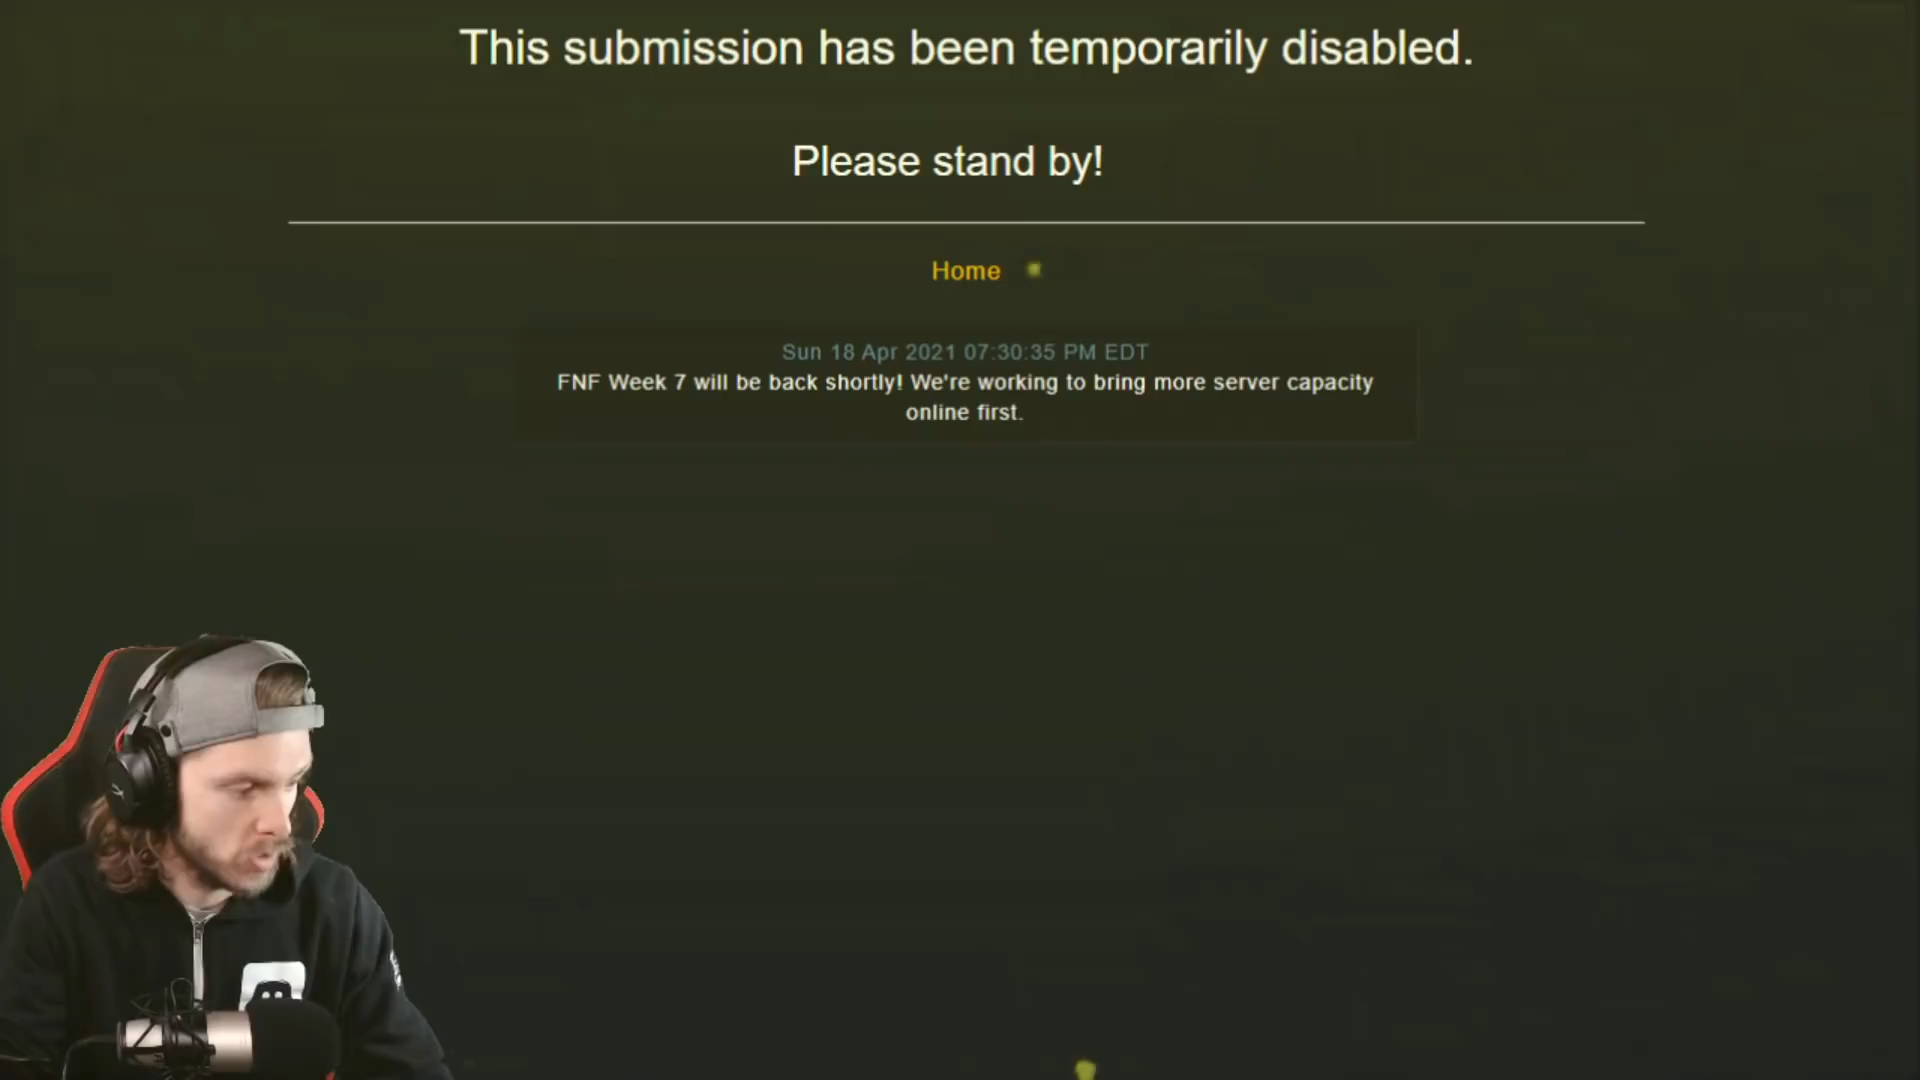 This submission has been temporarily disabled.
Please stand by!
Home
Sun 18 Apr 2021 07:30:35 PM EDT
FNF Week 7 will be back shortly! We're working to bring more server capacity
online first.